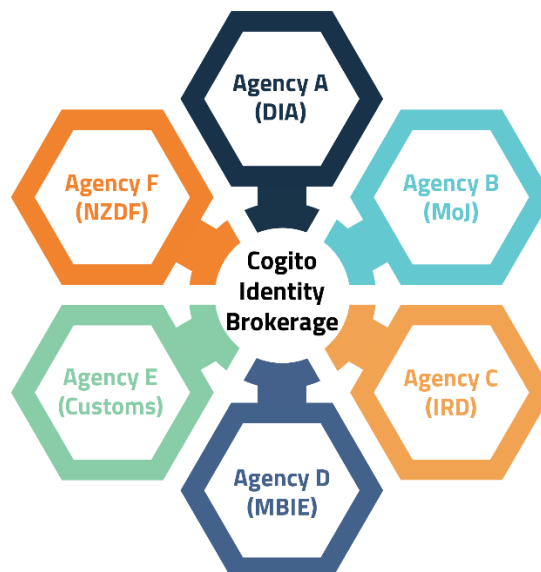 Agency A
(DIA)
Agency F
(NZDF)
Agency B
(MoJ)
Cogito
Identity
Brokerage
Agency E
(Customs)
Agency C
(IRD)
Agency D
(MBIE)